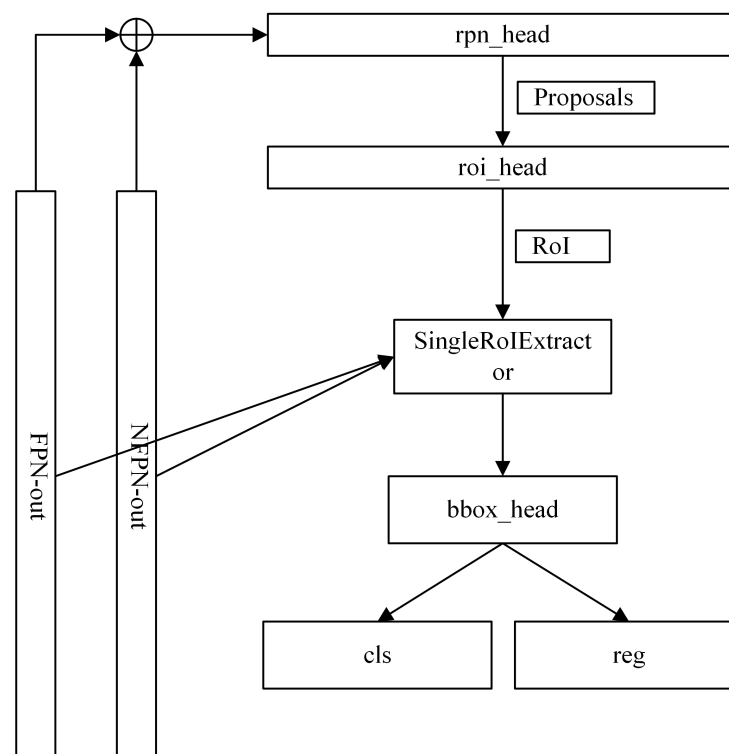 rpn_head
Proposals
roi_head
RoI
SingleRoIExtract
or
FPN-out
NFPN-out
bbox_head
cls
reg